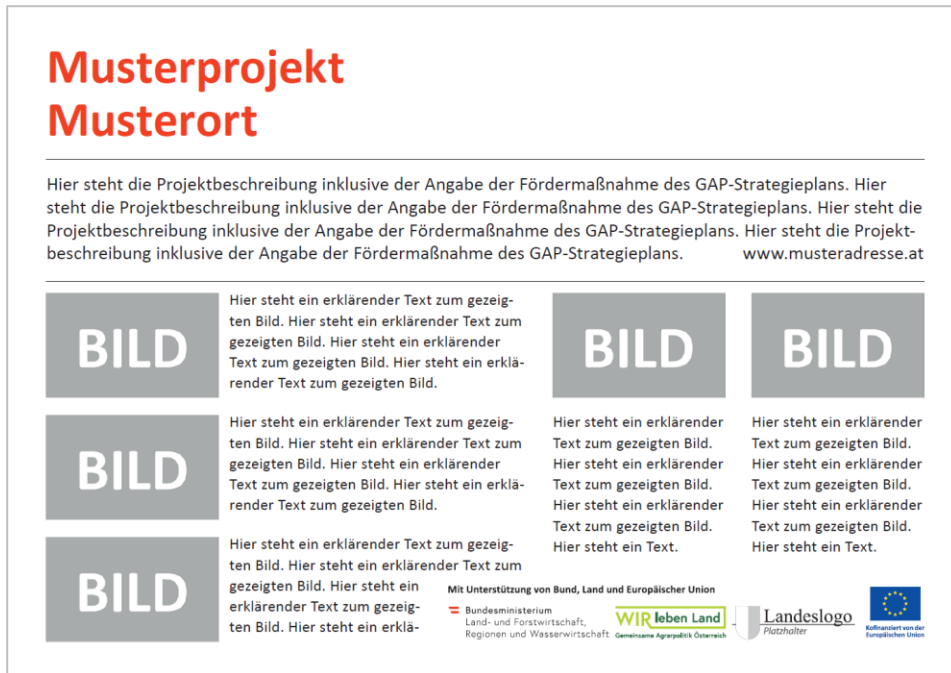 Musterprojekt
Musterort
Hier steht die Projektbeschreibung inklusive der Angabe der Fördermaßnahme des GAP-Strategieplans. Hier
steht die Projektbeschreibung inklusive der Angabe der Fördermaßnahme des GAP-Strategieplans. Hier steht die
Projektbeschreibung inklusive der Angabe der Fördermaßnahme des GAP-Strategieplans. Hier steht die Projekt-
beschreibung inklusive der Angabe der Fördermaßnahme des GAP-Strategieplans. www.musteradresse.at
BILD
Hier steht ein erklärender Text zum gezeig-
ten Bild. Hier steht ein erklärender Text zum
gezeigten Bild. Hier steht ein erklärender
Text zum gezeigten Bild. Hier steht ein erklä-
render Text zum gezeigten Bild.
BILD
Hier steht ein erklärender Text zum gezeig-
ten Bild. Hier steht ein erklärender Text zum
gezeigten Bild. Hier steht ein erklärender
Text zum gezeigten Bild. Hier steht ein erklä-
render Text zum gezeigten Bild.
BILD
Hier steht ein erklärender Text zum gezeig-
ten Bild. Hier steht ein erklärender Text zum
gezeigten Bild. Hier steht ein
erklärender Text zum gezeig-
ten Bild. Hier steht ein erklä-
BILD
Hier steht ein erklärender
Text zum gezeigten Bild.
Hier steht ein erklärender
Text zum gezeigten Bild.
Hier steht ein erklärender
Text zum gezeigten Bild.
Hier steht ein Text.
BILD
Hier steht ein erklärender
Text zum gezeigten Bild.
Hier steht ein erklärender
Text zum gezeigten Bild.
Hier steht ein erklärender
Text zum gezeigten Bild.
Hier steht ein Text.
Mit Unterstützung von Bund, Land und Europäischer Union
Bundesministerium
Land- und Forstwirtschaft,
Regionen und Wasserwirtschaft
WIR leben Land
Gemeinsame Agrarpolitik Österreich
Landeslogo
Platzhalter
Kofinanziert von der
Europäischen Union